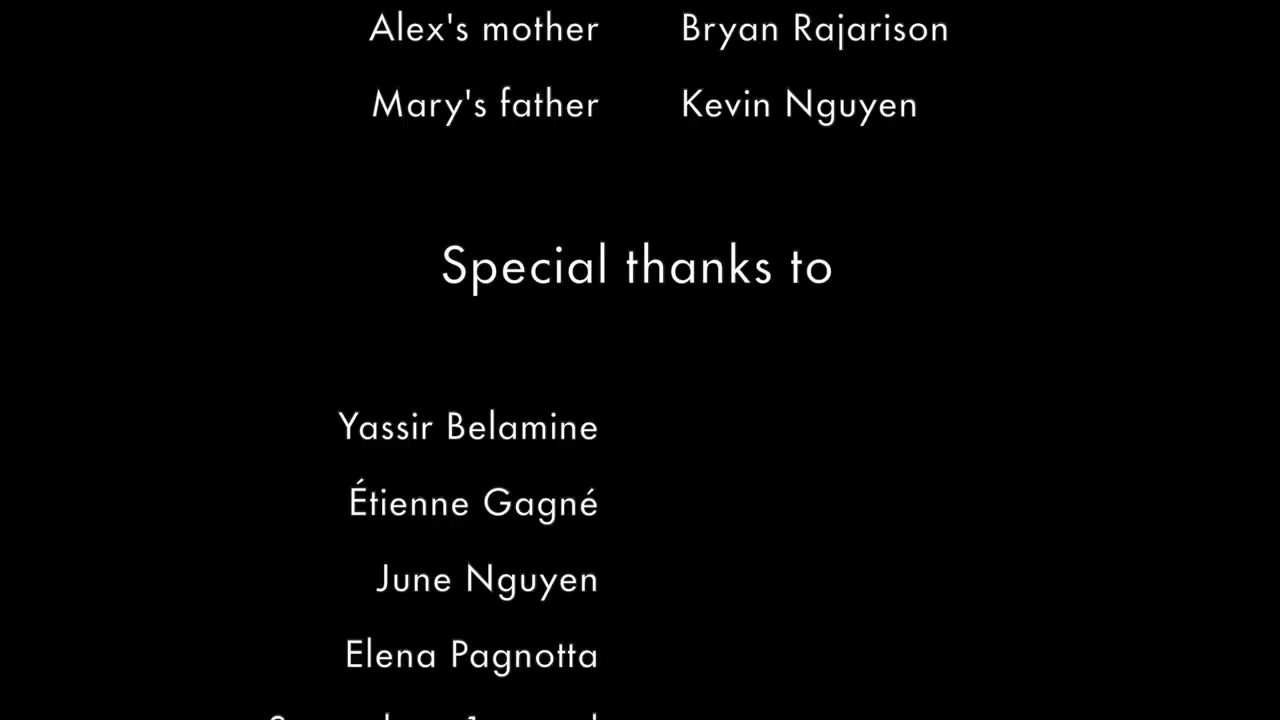 Alex's mother Bryan Rajarison
Mary's father Kevin Nguyen
Special thanks to
Yassir Belamine
Étienne Gagné
June Nguyen
Elena Pagnotta